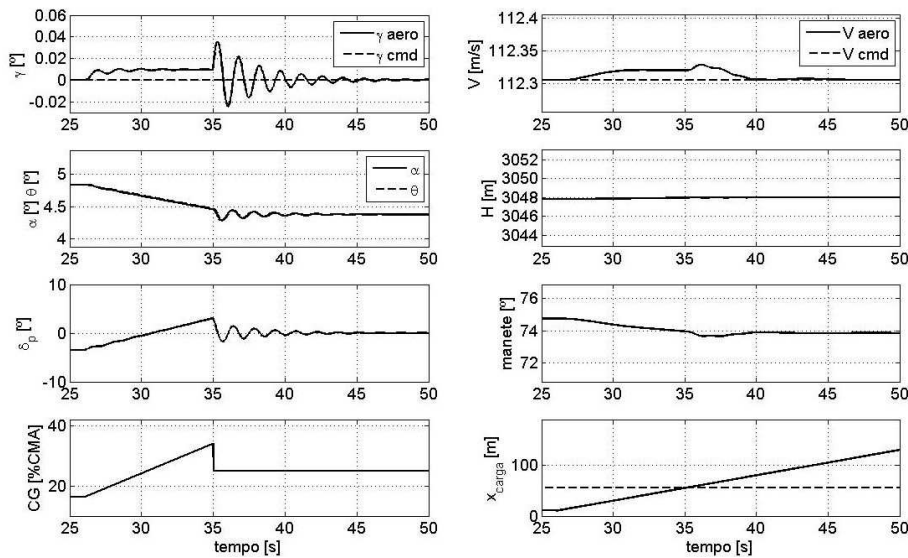 0.06
0.04
0.02
0
-0.02
γ [º]
γ aero
γ cmd
25 30 35 40 45 50
112.4
112.35
112.3
V [m/s]
V aero
V cmd
25 30 35 40 45 50
5
4.5
4
α [º] θ [º]
α
θ
25 30 35 40 45 50
3052
3050
3048
3046
3044
H [m]
25 30 35 40 45 50
10
0
-10
δp [º]
25 30 35 40 45 50
76
74
72
manete [º]
25 30 35 40 45 50
40
20
CG [%CMA]
25 30 35 40 45 50
tempo [s]
100
0
xcarga [m]
25 30 35 40 45 50
tempo [s]